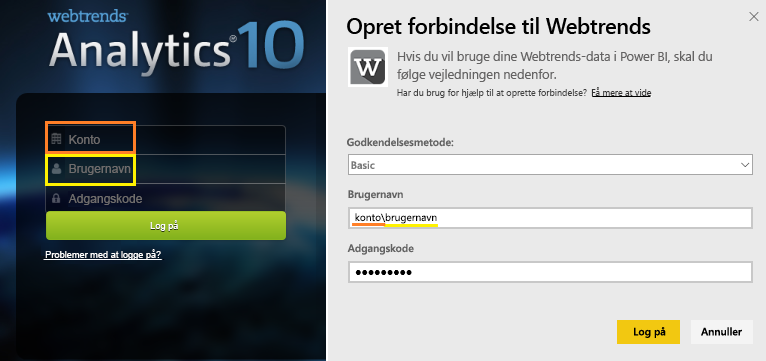 webtrends
Analytics® 10
Konto
Brugernavn
Adgangskode
Log på
Problemer med at logge på?
Opret forbindelse til Webtrends
W
Hvis du vil bruge dine Webtrends-data i Power BI, skal du
følge vejledningen nedenfor.
Har du brug for hjælp til at oprette forbindelse? Få mere at vide
Godkendelsesmetode:
Basic
Brugernavn
konto\brugernavn
Adgangskode
•••••••••
Log på
Annuller